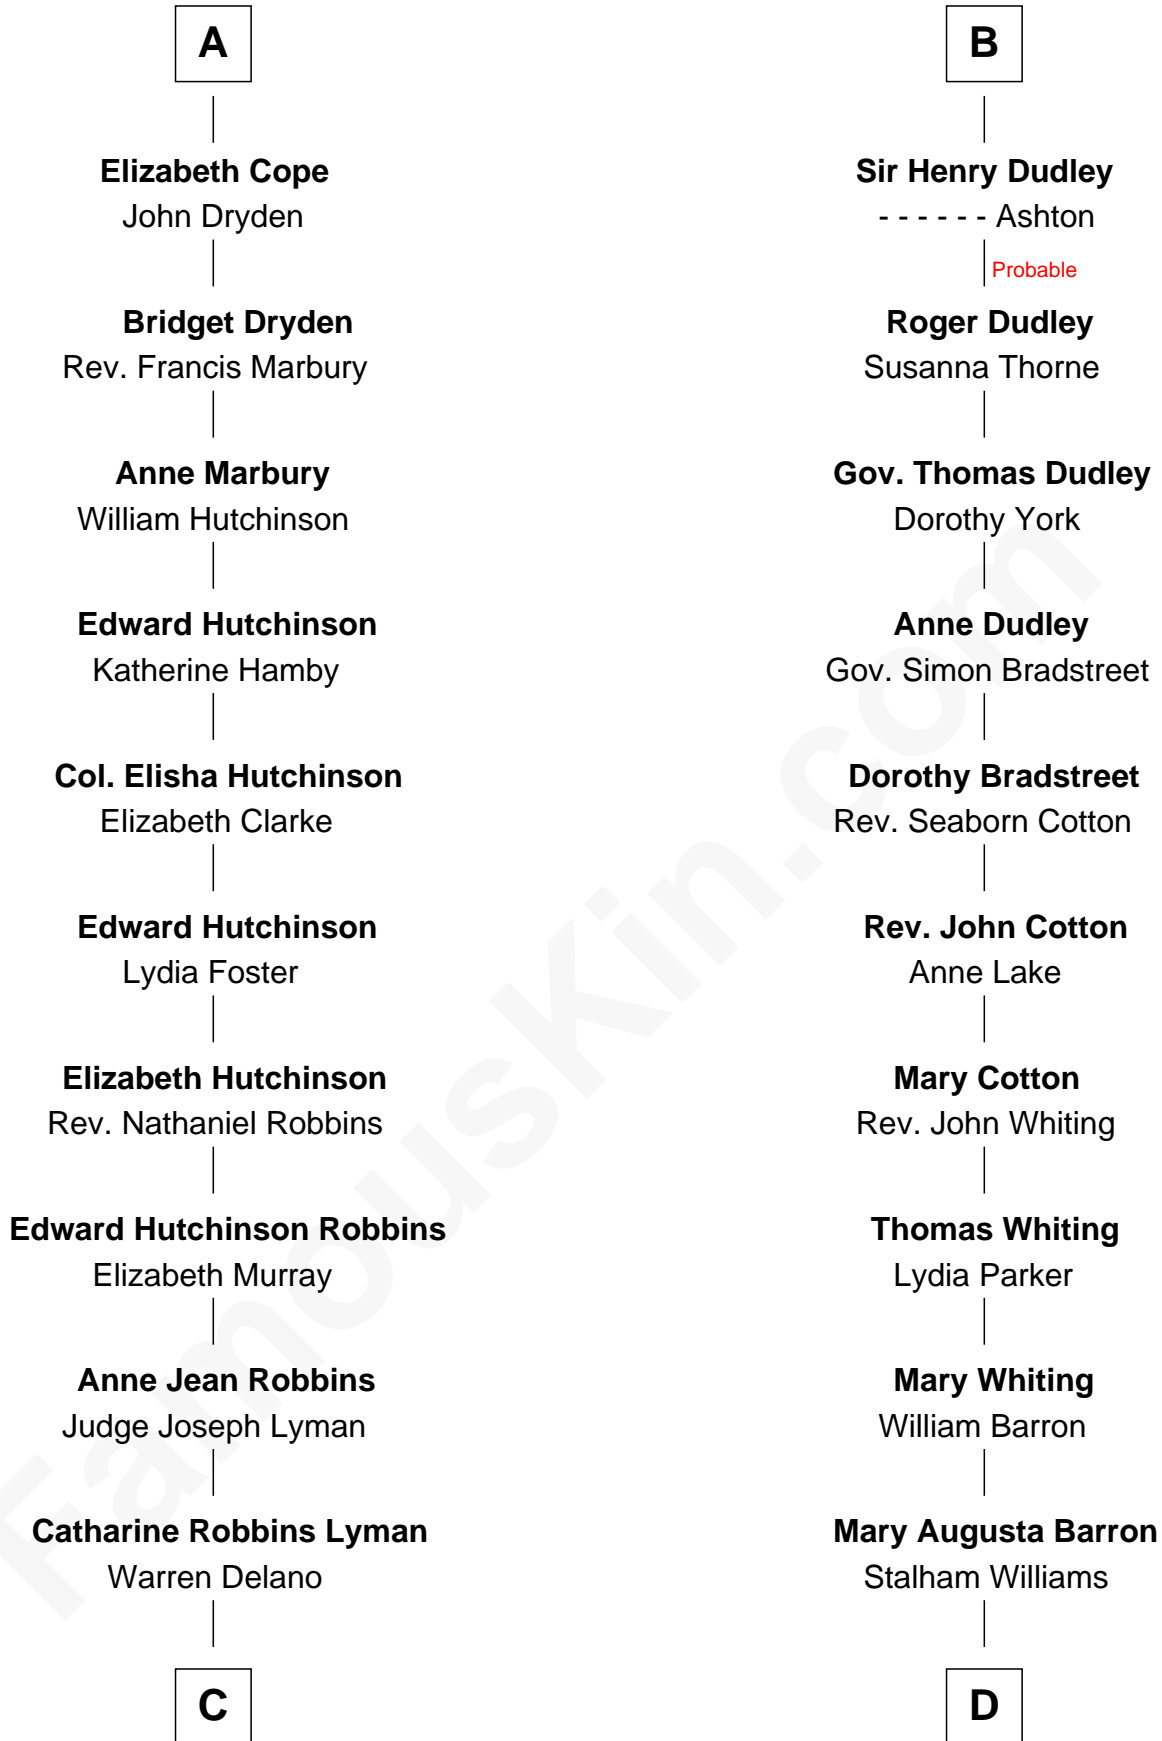 A
Elizabeth Cope
John Dryden
Bridget Dryden
Rev. Francis Marbury
Anne Marbury
William Hutchinson
Edward Hutchinson
Katherine Hamby
Col. Elisha Hutchinson
Elizabeth Clarke
Edward Hutchinson
Lydia Foster
Elizabeth Hutchinson
Rev. Nathaniel Robbins
Edward Hutchinson Robbins
Elizabeth Murray
Anne Jean Robbins
Judge Joseph Lyman
Catharine Robbins Lyman
Warren Delano
C
B
Sir Henry Dudley
- - - - - - Ashton
Probable
Roger Dudley
Susanna Thorne
Gov. Thomas Dudley
Dorothy York
Anne Dudley
Gov. Simon Bradstreet
Dorothy Bradstreet
Rev. Seaborn Cotton
Rev. John Cotton
Anne Lake
Mary Cotton
Rev. John Whiting
Thomas Whiting
Lydia Parker
Mary Whiting
William Barron
Mary Augusta Barron
Stalham Williams
D
FamousKin.com